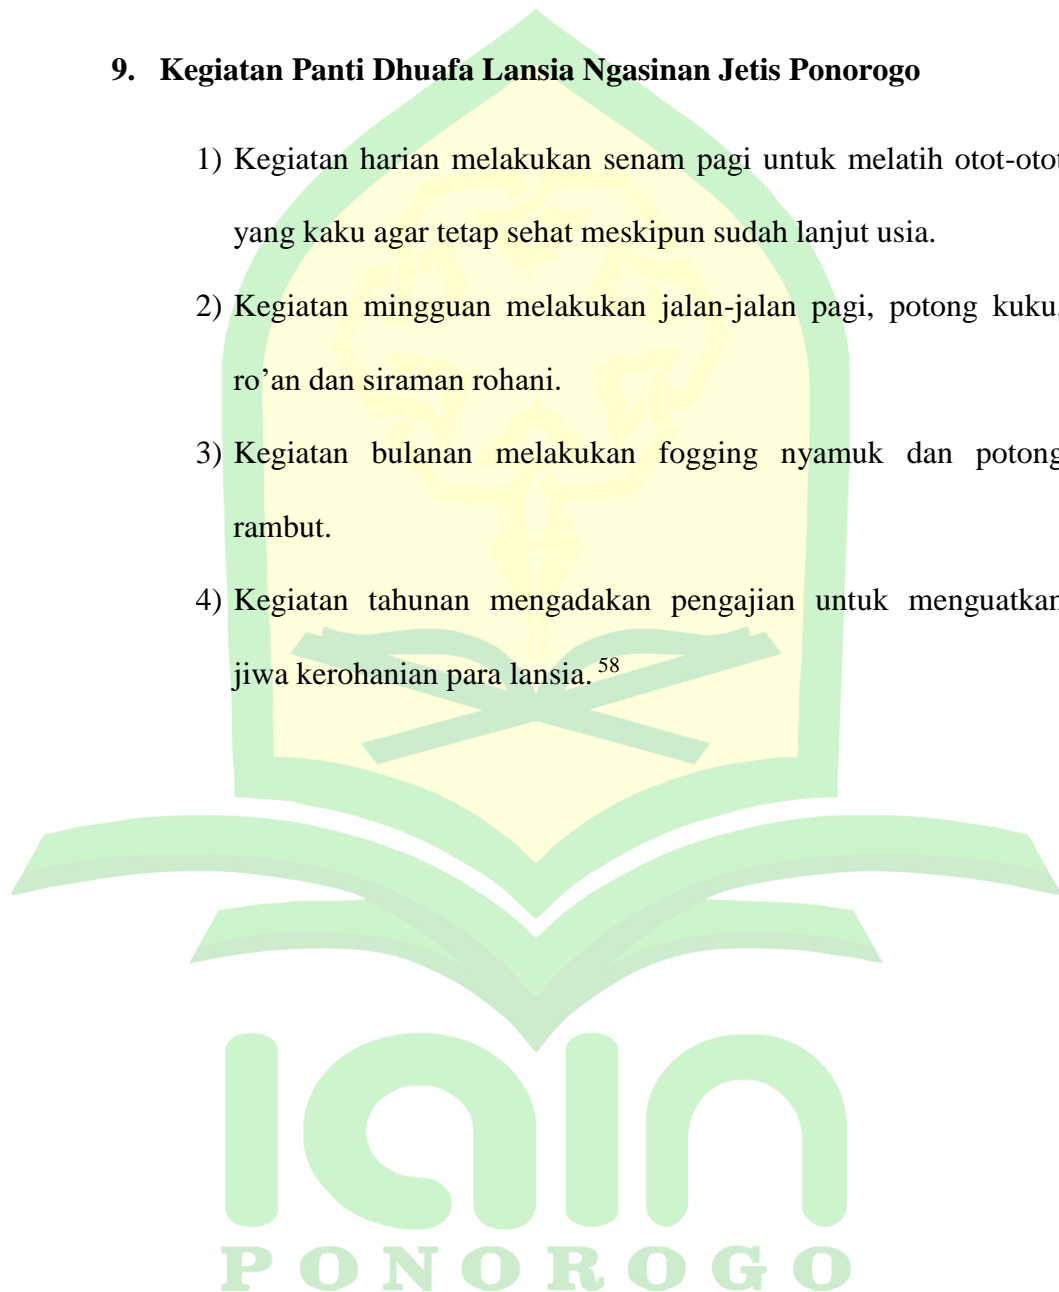 9. Kegiatan Panti Dhuafa Lansia Ngasinan Jetis Ponorogo
1) Kegiatan harian melakukan senam pagi untuk melatih otot-otot
yang kaku agar tetap sehat meskipun sudah lanjut usia.
2) Kegiatan mingguan melakukan jalan-jalan pagi, potong kuku,
ro’an dan siraman rohani.
3) Kegiatan bulanan melakukan fogging nyamuk dan potong
rambut.
4) Kegiatan tahunan mengadakan pengajian untuk menguatkan
jiwa kerohanian para lansia. 58
iain
PONOROGO